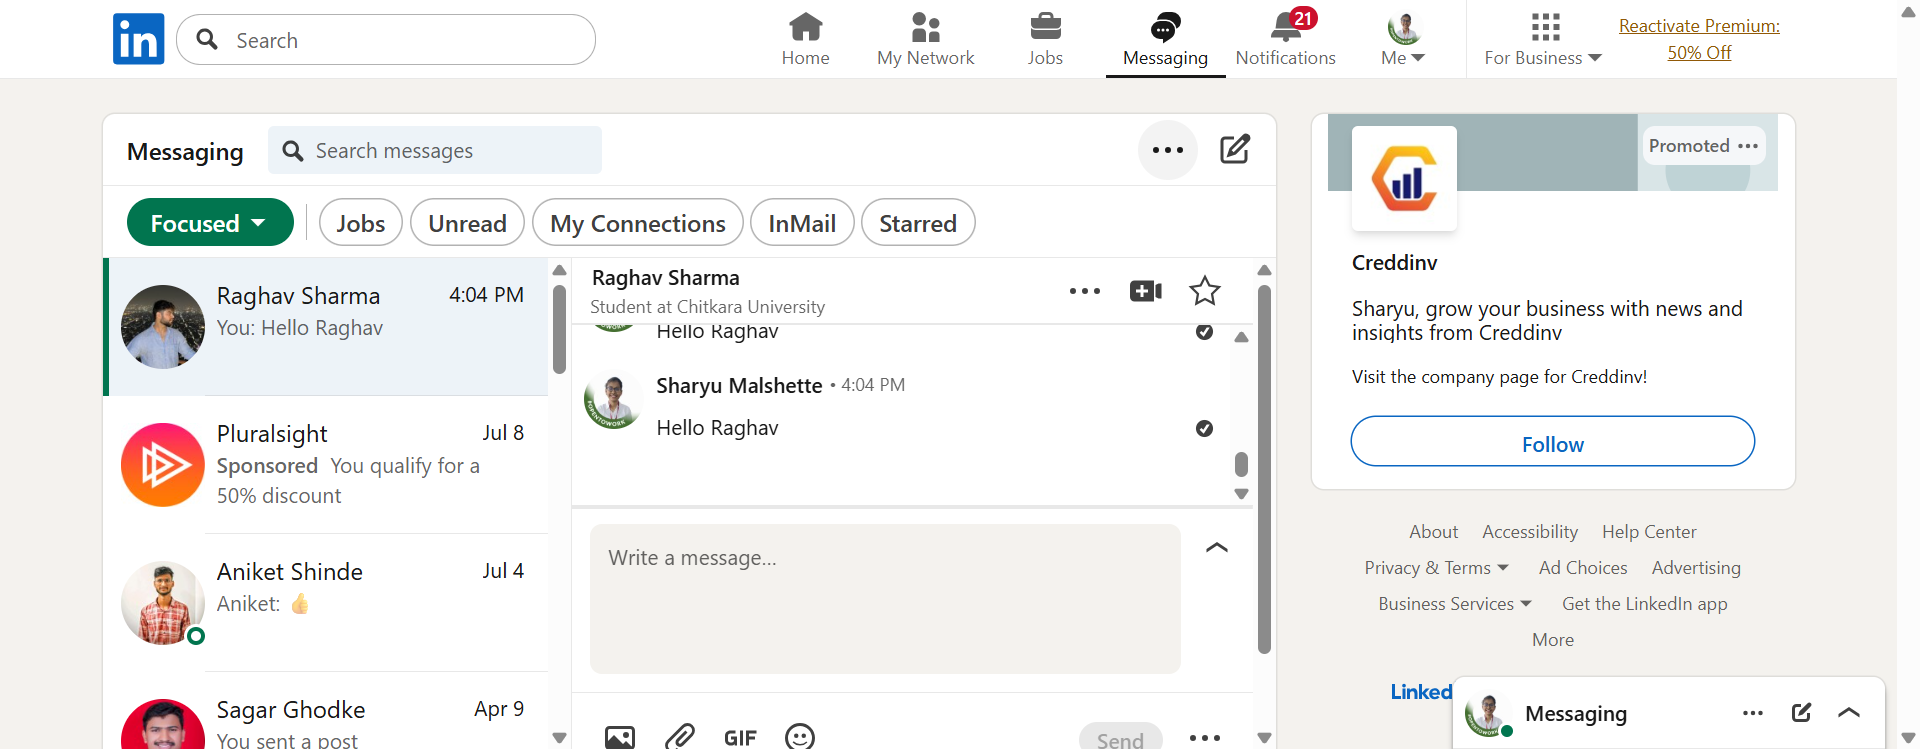 in
Search
Home
My Network
Jobs
Messaging
21
Notifications
Me
For Business
Reactivate Premium:
50% Off
Messaging
Search messages
Focused
Jobs
Unread
My Connections
InMail
Starred
Raghav Sharma
4:04 PM
You: Hello Raghav
Pluralsight
Jul 8
Sponsored You qualify for a
50% discount
Aniket Shinde
Jul 4
Aniket: 👍
Sagar Ghodke
Apr 9
You sent a post
Raghav Sharma
Student at Chitkara University
Hello Raghav
Sharyu Malshette • 4:04 PM
#OPENTOWORK
Hello Raghav
Write a message...
GIF
Send
Promoted
Creddinv
Sharyu, grow your business with news and
insights from Creddinv
Visit the company page for Creddinv!
Follow
About
Accessibility
Help Center
Privacy & Terms
Ad Choices
Advertising
Business Services
Get the LinkedIn app
More
Linked
Messaging